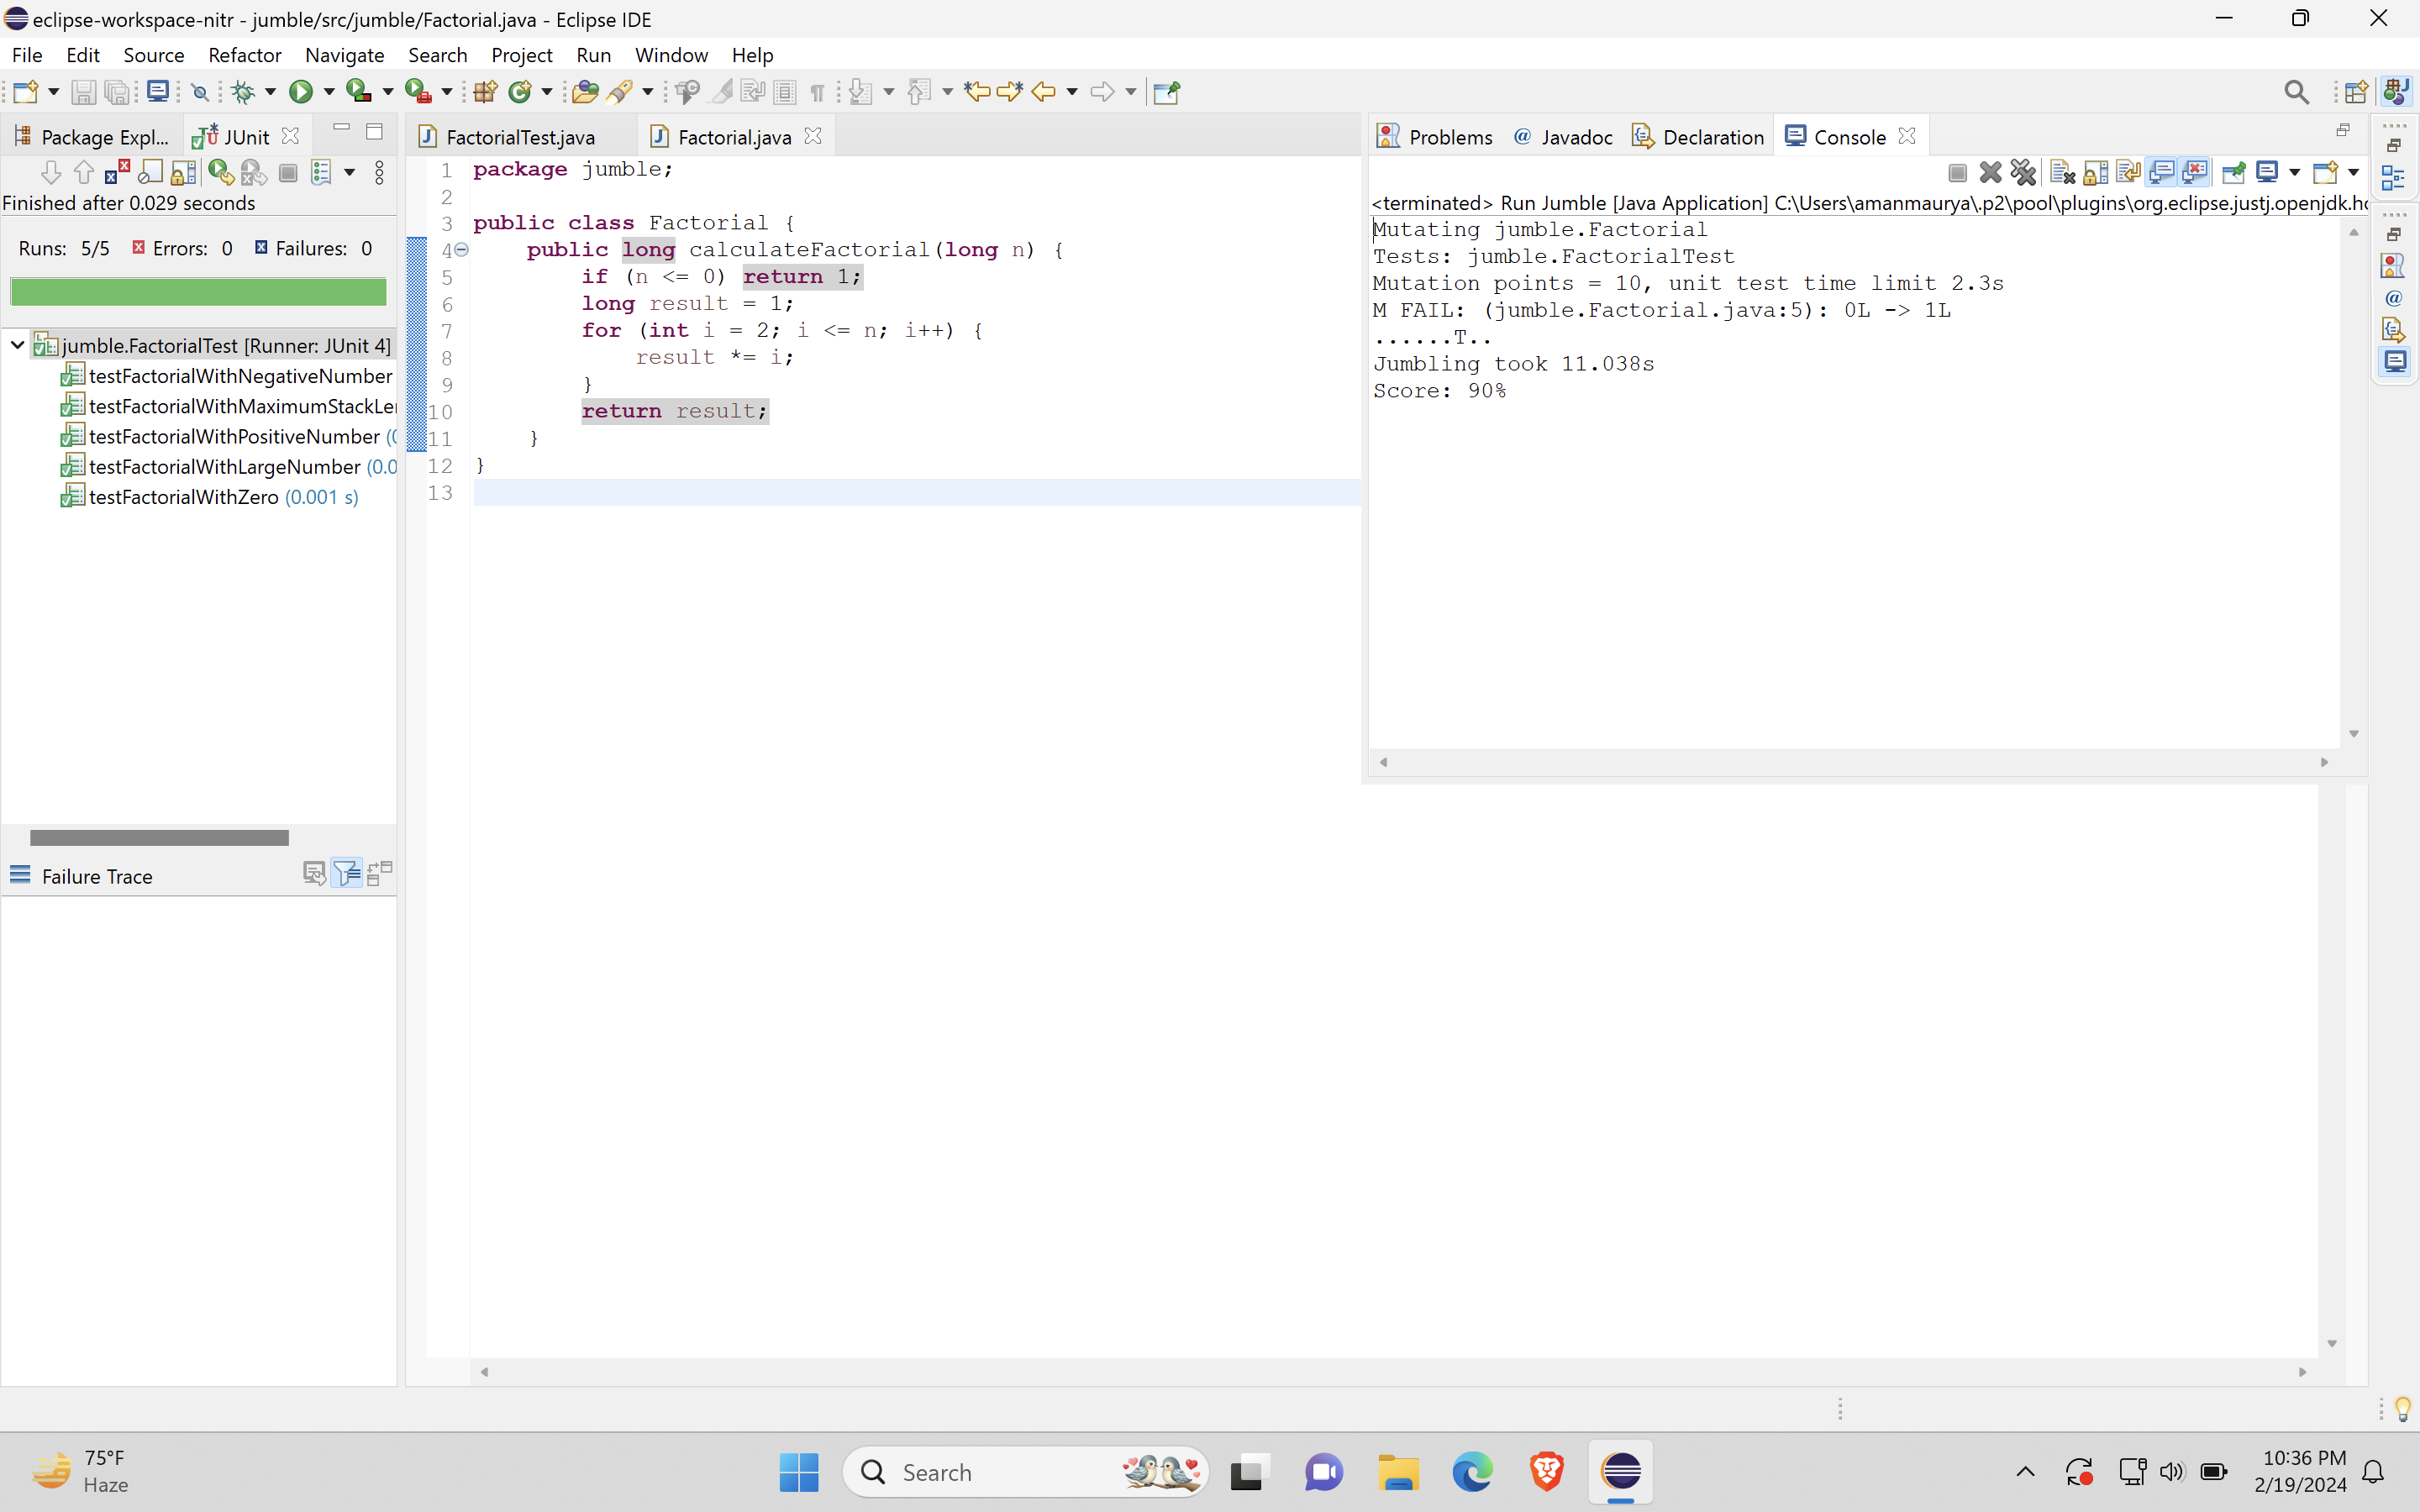 eclipse-workspace-nitr - jumble/src/jumble/Factorial.java - Eclipse IDE
File Edit Source Refactor Navigate Search Project Run Window Help
Package Expl... JUnit
Finished after 0.029 seconds
Runs: 5/5 Errors: 0 Failures: 0
jumble.FactorialTest [Runner: JUnit 4]
testFactorialWithNegativeNumber
testFactorialWithMaximumStackLe
testFactorialWithPositiveNumber (0
testFactorialWithLargeNumber (0.0
testFactorialWithZero (0.001 s)
Failure Trace
FactorialTest.java Factorial.java
1 package jumble;
2
3 public class Factorial {
4 public long calculateFactorial(long n) {
5 if (n <= 0) return 1;
6 long result = 1;
7 for (int i = 2; i <= n; i++) {
8 result *= i;
9 }
10 return result;
11 }
12 }
13
Problems @ Javadoc Declaration Console
<terminated> Run Jumble [Java Application] C:\Users\amanmaurya\.p2\pool\plugins\org.eclipse.justj.openjdk.h
Mutating jumble.Factorial
Tests: jumble.FactorialTest
Mutation points = 10, unit test time limit 2.3s
M FAIL: (jumble.Factorial.java:5): 0L -> 1L
......T..
Jumbling took 11.038s
Score: 90%
75°F
Haze
Search
10:36 PM
2/19/2024